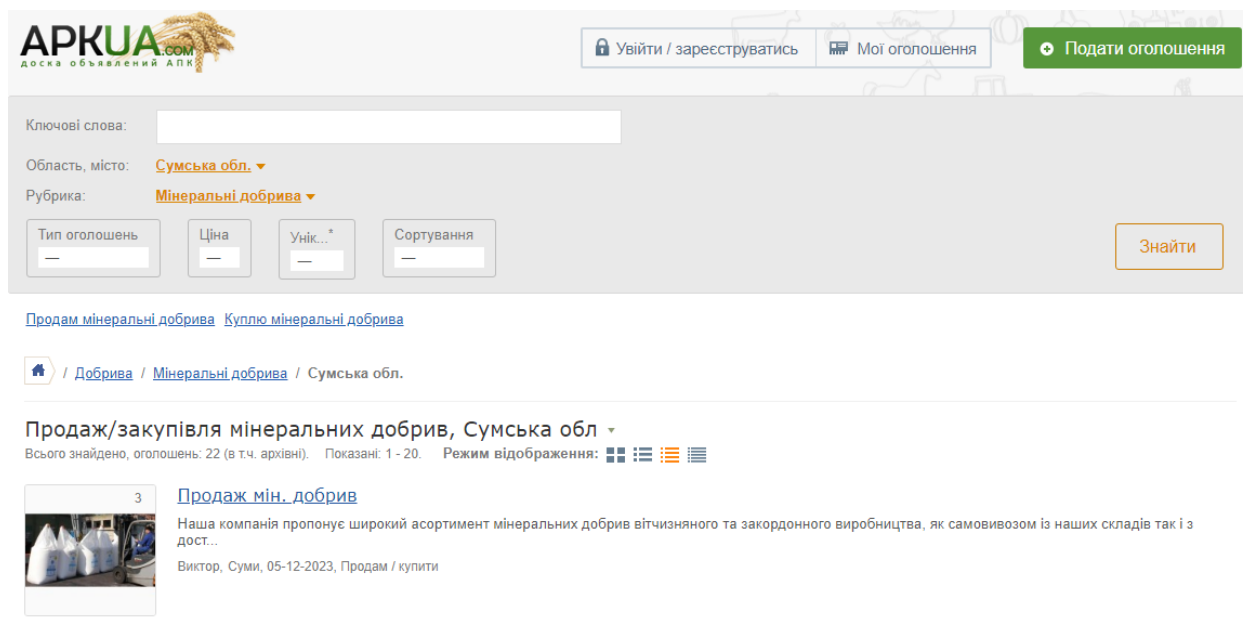 APKUA.COM
доска объявлений АПК
Увійти / зареєструватись
Мої оголошення
Подати оголошення
Ключові слова:
Область, місто: Сумська обл.
Рубрика: Мінеральні добрива
Тип оголошень
—
Ціна
—
Унік...*
—
Сортування
—
Знайти
Продам мінеральні добрива Куплю мінеральні добрива
/ Добрива / Мінеральні добрива / Сумська обл.
Продаж/закупівля мінеральних добрив, Сумська обл
Всього знайдено, оголошень: 22 (в т.ч. архівні). Показані: 1 - 20. Режим відображення:
3
Продаж мін. добрив
Наша компанія пропонує широкий асортимент мінеральних добрив вітчизняного та закордонного виробництва, як самовивозом із наших складів так і з
дост...
Виктор, Суми, 05-12-2023, Продам / купити